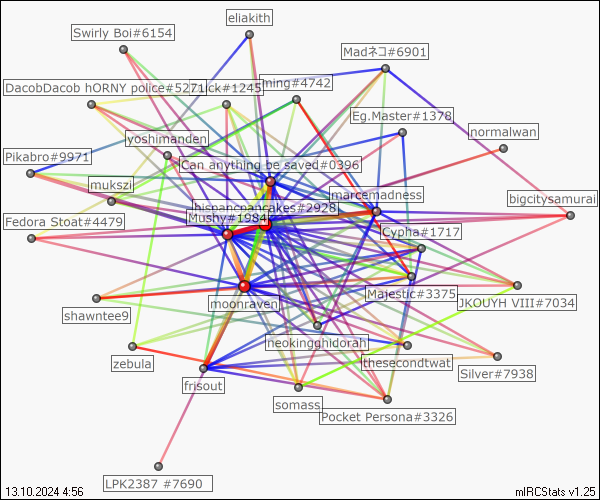 eliakith
Swirly Boi#6154
Madネコ#6901
DacobDacob hORNY police#5271
ick#1245
ming#4742
Eg.Master#1378
normalwan
yoshimanden
Pikabro#9971
Can anything be saved#0396
mukszi
marcemadness
bigcitysamurai
hispancpancakes#2928
Mushy#1984
Fedora Stoat#4479
Cypha#1717
Majestic#3375
JKOUYH VIII#7034
moonraven
shawntee9
neokingghidorah
zebula
thesecondtwat
Silver#7938
frisout
somass
Pocket Persona#3326
LPK2387 #7690
13.10.2024 4:56
mIRCStats v1.25